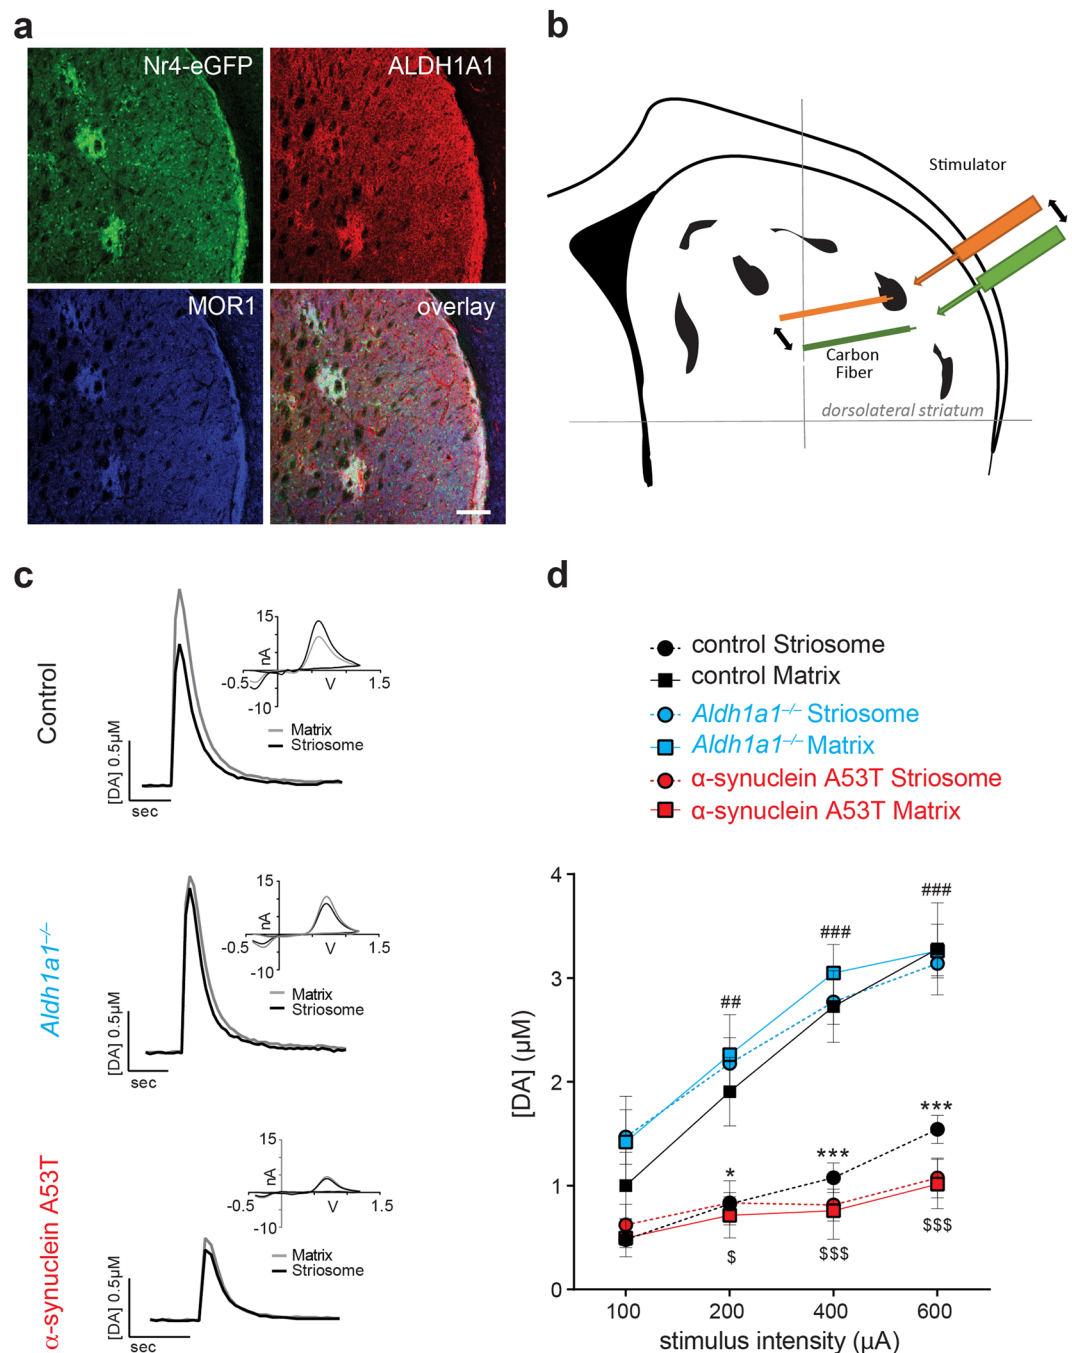 a
Nr4-eGFP
ALDH1A1
MOR1
overlay
b
Stimulator
Carbon
Fiber
dorsolateral striatum
c
Control
[DA] 0.5µM
sec
15
nA
-0.5
V
1.5
-10
Matrix
Striosome
Aldh1a1–/–
[DA] 0.5µM
sec
15
nA
-0.5
V
1.5
-10
Matrix
Striosome
α-synuclein A53T
[DA] 0.5µM
sec
15
nA
-0.5
V
1.5
-10
Matrix
Striosome
d
control Striosome
control Matrix
Aldh1a1–/– Striosome
Aldh1a1–/– Matrix
α-synuclein A53T Striosome
α-synuclein A53T Matrix
[DA] (µM)
4
3
2
1
0
##
###
###
*
***
***
$
$$$
$$$
100 200 400 600
stimulus intensity (µA)